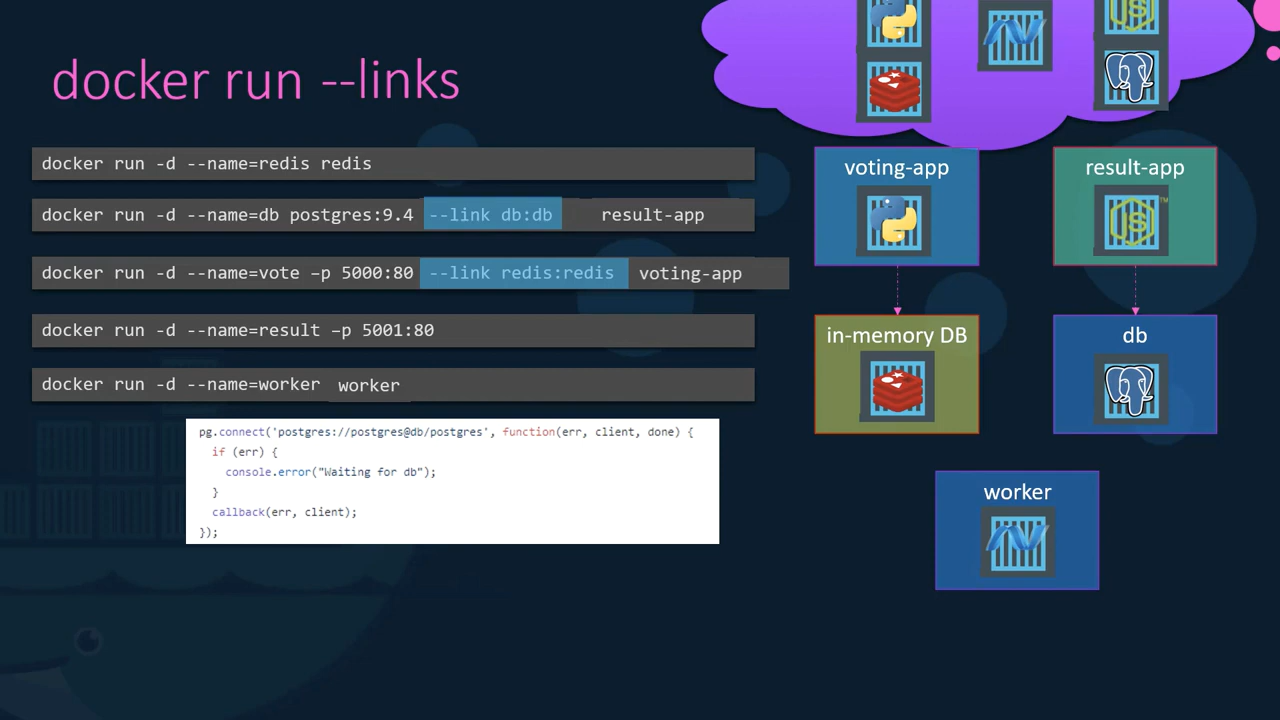 docker run --links
docker run -d --name=redis redis
docker run -d --name=db postgres:9.4 --link db:db result-app
docker run -d --name=vote –p 5000:80 --link redis:redis voting-app
docker run -d --name=result –p 5001:80
docker run -d --name=worker worker
pg.connect('postgres://postgres@db/postgres', function(err, client, done) {
if (err) {
console.error("Waiting for db");
}
callback(err, client);
});
voting-app
result-app
JS
TM
in-memory DB
db
worker
JS